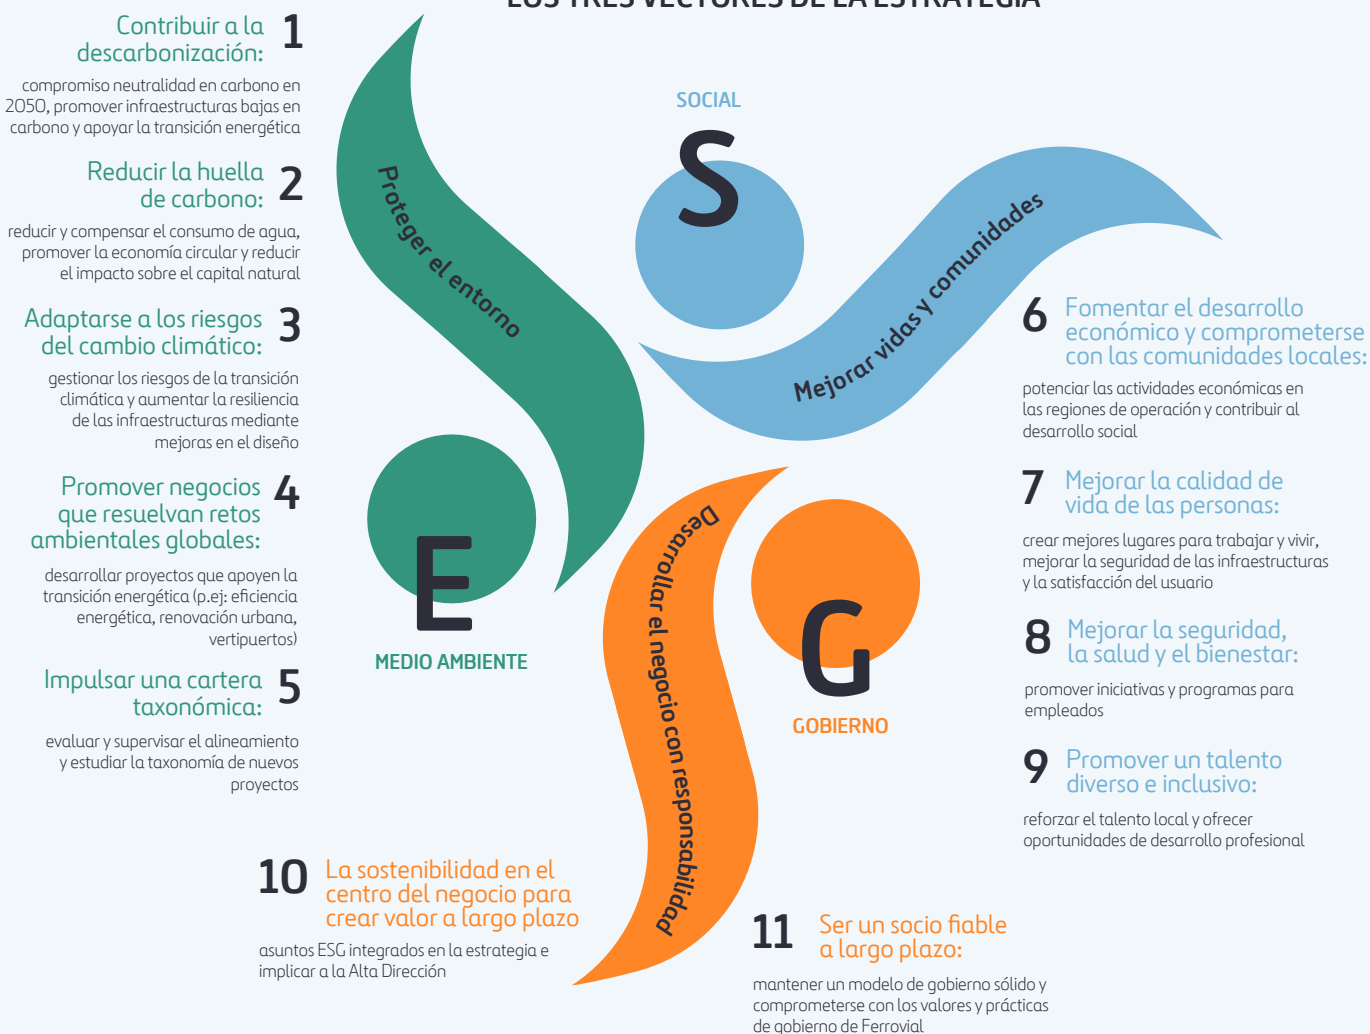 LOS TRES VECTORES DE LA ESTRATEGIA
1
Contribuir a la
descarbonización:
compromiso neutralidad en carbono en
2050, promover infraestructuras bajas en
carbono y apoyar la transición energética
2
Reducir la huella
de carbono:
reducir y compensar el consumo de agua,
promover la economía circular y reducir
el impacto sobre el capital natural
3
Adaptarse a los riesgos
del cambio climático:
gestionar los riesgos de la transición
climática y aumentar la resiliencia
de las infraestructuras mediante
mejoras en el diseño
4
Promover negocios
que resuelvan retos
ambientales globales:
desarrollar proyectos que apoyen la
transición energética (p.ej: eficiencia
energética, renovación urbana,
vertipuertos)
5
Impulsar una cartera
taxonómica:
evaluar y supervisar el alineamiento
y estudiar la taxonomía de nuevos
proyectos
Proteger el entorno
E
MEDIO AMBIENTE
SOCIAL
S
Mejorar vidas y comunidades
6
Fomentar el desarrollo
económico y comprometerse
con las comunidades locales:
potenciar las actividades económicas en
las regiones de operación y contribuir al
desarrollo social
7
Mejorar la calidad de
vida de las personas:
crear mejores lugares para trabajar y vivir,
mejorar la seguridad de las infraestructuras
y la satisfacción del usuario
8
Mejorar la seguridad,
la salud y el bienestar:
promover iniciativas y programas para
empleados
9
Promover un talento
diverso e inclusivo:
reforzar el talento local y ofrecer
oportunidades de desarrollo profesional
Desarrollar el negocio con responsabilidad
G
GOBIERNO
10
La sostenibilidad en el
centro del negocio para
crear valor a largo plazo
asuntos ESG integrados en la estrategia e
implicar a la Alta Dirección
11
Ser un socio fiable
a largo plazo:
mantener un modelo de gobierno sólido y
comprometerse con los valores y prácticas
de gobierno de Ferrovial